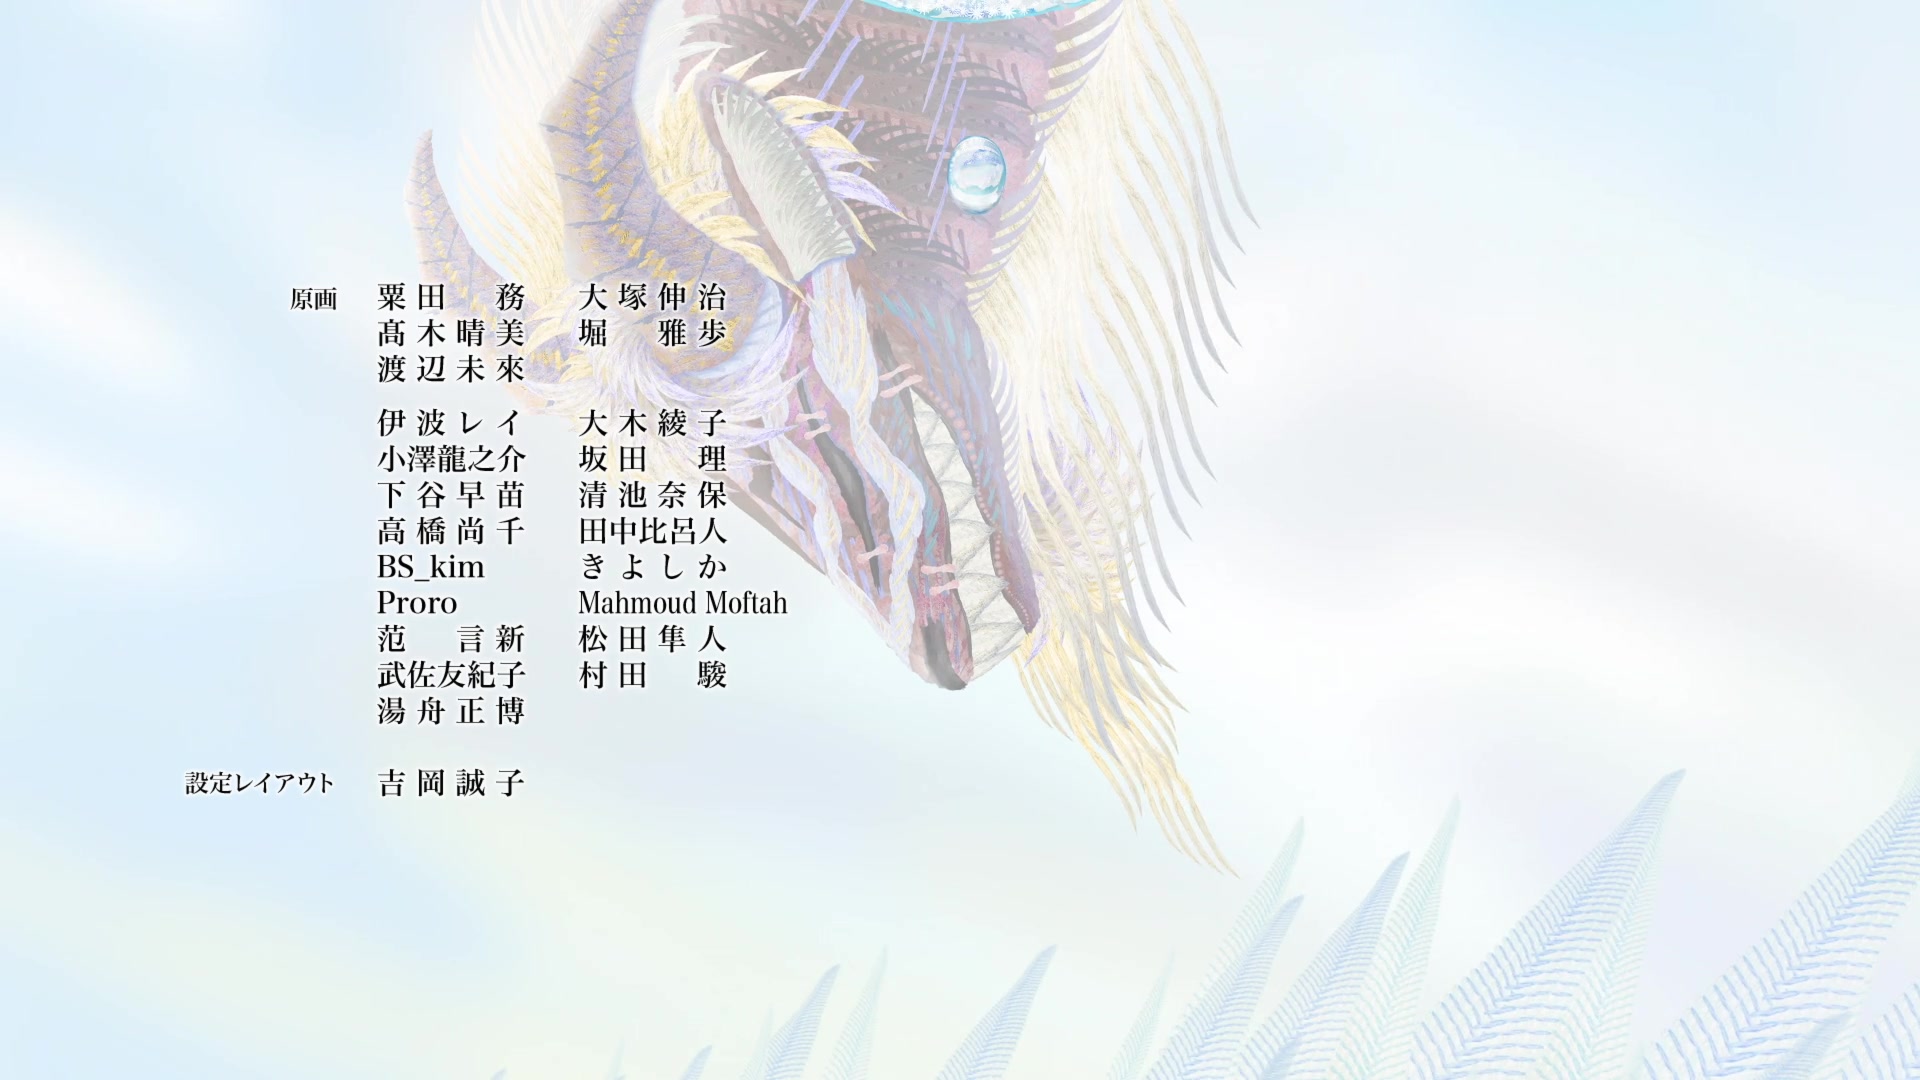 原画 粟田 務 大塚伸治
髙木晴美 堀 雅歩
渡辺未來
伊波レイ 大木綾子
小澤龍之介 坂田 理
下谷早苗 清池奈保
高橋尚千 田中比呂人
BS_kim きよしか
Proro Mahmoud Moftah
范 言新 松田隼人
武佐友紀子 村田 駿
湯舟正博
設定レイアウト 吉岡誠子